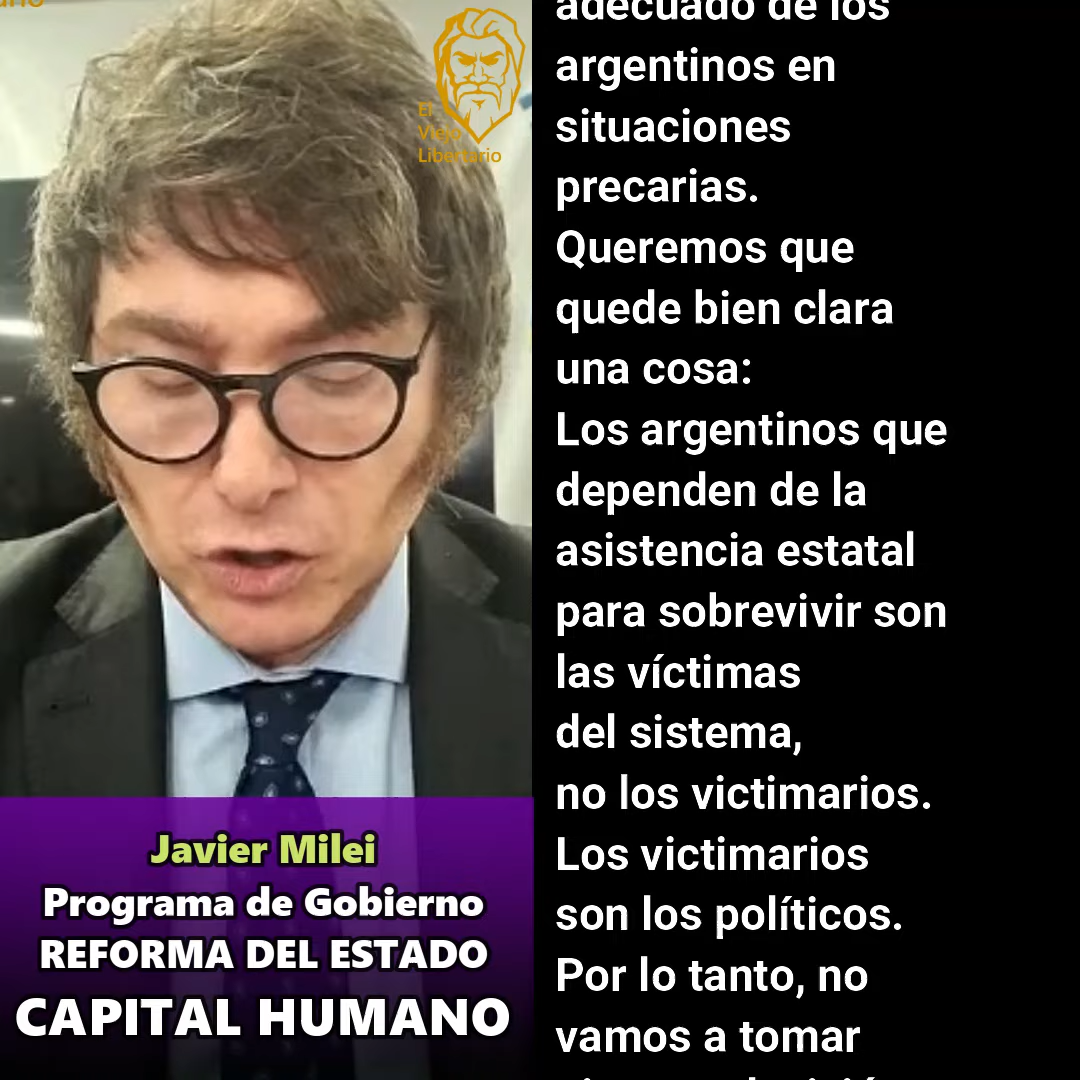 El
Viejo
Libertario
Javier Milei
Programa de Gobierno
REFORMA DEL ESTADO
CAPITAL HUMANO
adecuado de los
argentinos en
situaciones
precarias.
Queremos que
quede bien clara
una cosa:
Los argentinos que
dependen de la
asistencia estatal
para sobrevivir son
las víctimas
del sistema,
no los victimarios.
Los victimarios
son los políticos.
Por lo tanto, no
vamos a tomar